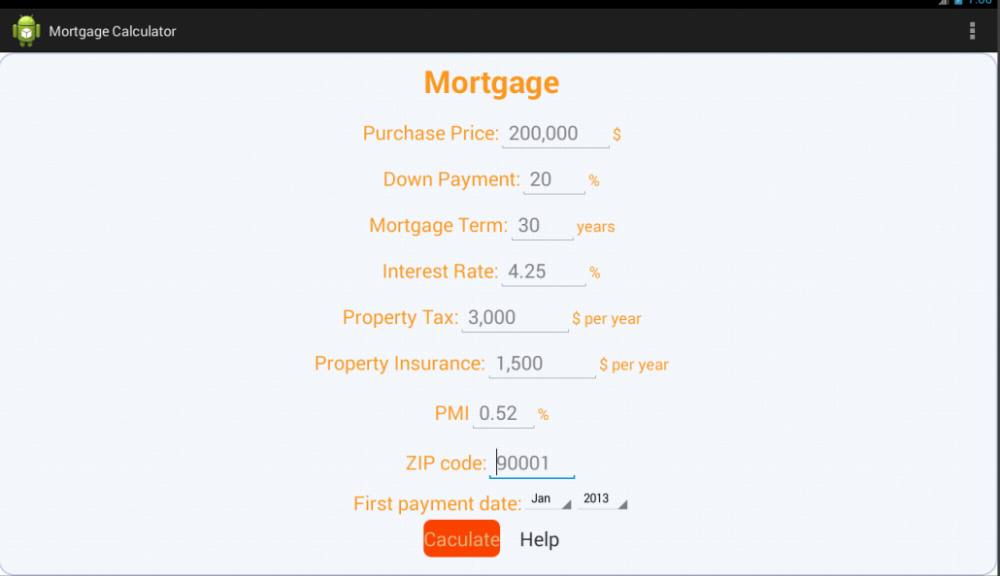 Mortgage Calculator
Mortgage
Purchase Price: 200,000 $
Down Payment: 20 %
Mortgage Term: 30 years
Interest Rate: 4.25 %
Property Tax: 3,000 $ per year
Property Insurance: 1,500 $ per year
PMI 0.52 %
ZIP code: 90001
First payment date: Jan 2013
Caculate Help